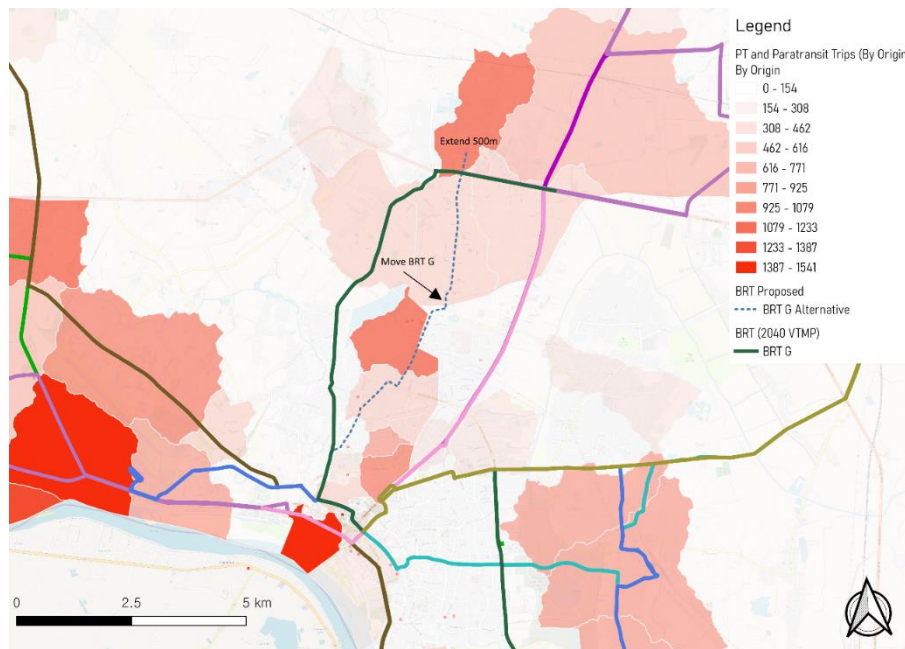 Legend
PT and Paratransit Trips (By Origin
By Origin
0 - 154
154 - 308
308 - 462
462 - 616
616 - 771
771 - 925
925 - 1079
1079 - 1233
1233 - 1387
1387 - 1541
BRT Proposed
BRT G Alternative
BRT (2040 VTMP)
BRT G
Extend 500m
Move BRT G
0 2.5 5 km